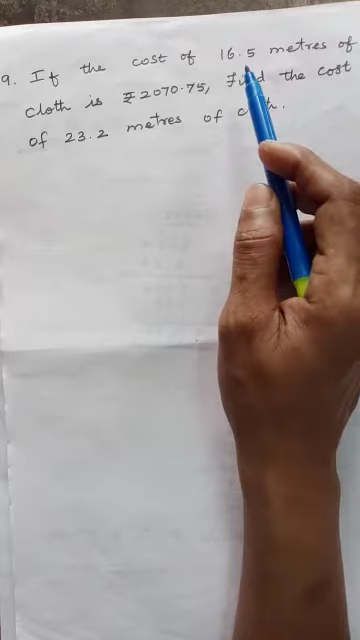 9. If the cost of 16.5 metres of
cloth is ₹2070.75, Find the cost
of 23.2 metres of